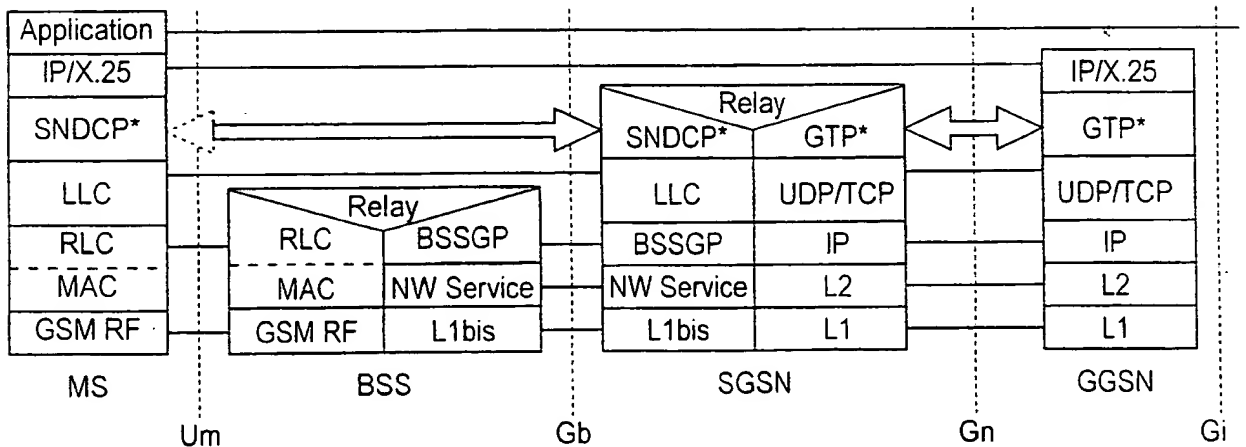 Application
IP/X.25
SNDCP*
LLC
RLC
MAC
GSM RF
MS
Relay
RLC
BSSGP
MAC
NW Service
GSM RF
L1bis
BSS
Relay
SNDCP*
GTP*
LLC
UDP/TCP
BSSGP
IP
NW Service
L2
L1bis
L1
SGSN
IP/X.25
GTP*
UDP/TCP
IP
L2
L1
GGSN
Um
Gb
Gn
Gi